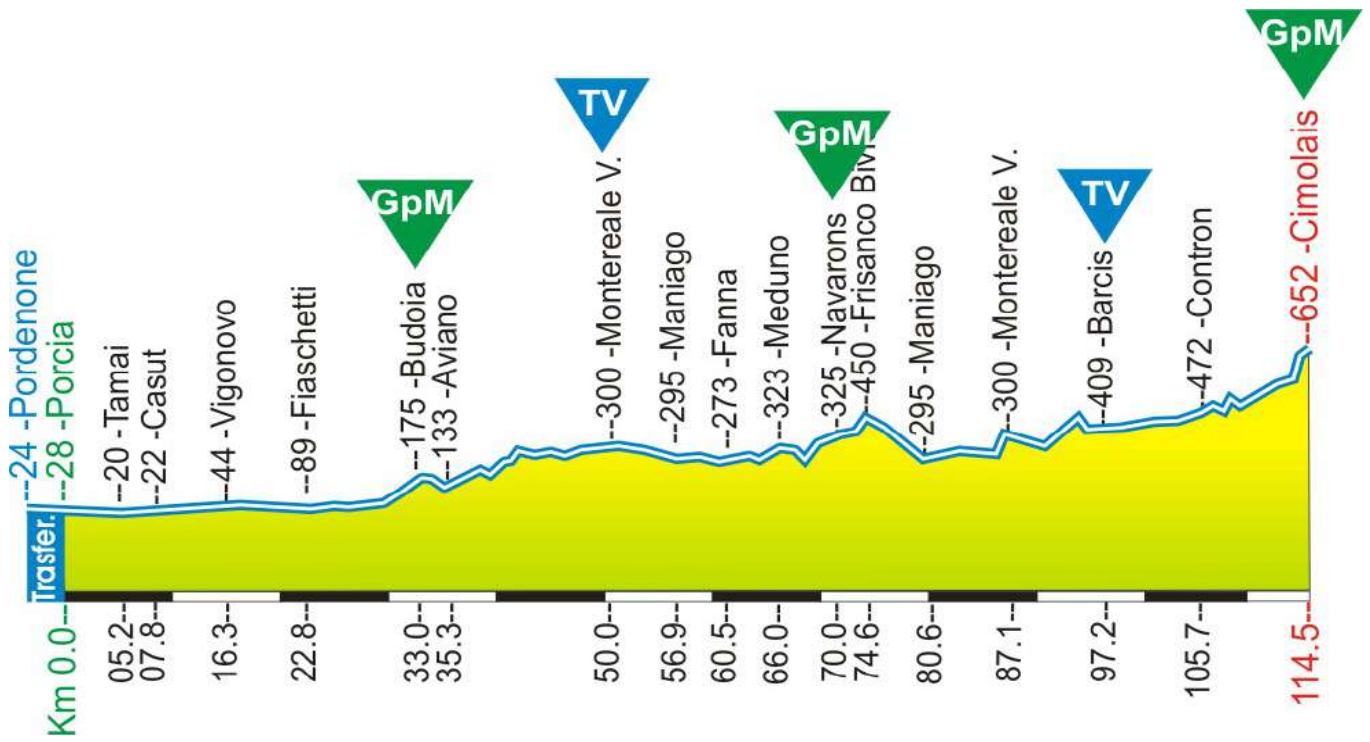 GpM
TV
GpM
TV
GpM
--24 -Pordenone
--28 -Porcia
--20 -Tamai
--22 -Casut
--44 -Vigonovo
--89 -Fiaschetti
--175 -Budoia
--133 -Aviano
--300 -Montereale V.
--295 -Maniago
--273 -Fanna
--323 -Meduno
--325 -Navarons
--450 -Frisanco
--295 -Maniago
--300 -Montereale V.
--409 -Barcis
--472 -Contron
--652 -Cimolais
Trasfer.
Km 0.0--
05.2--
07.8--
16.3--
22.8--
33.0--
35.3--
50.0--
56.9--
60.5--
66.0--
70.0--
74.6--
80.6--
87.1--
97.2--
105.7--
114.5--